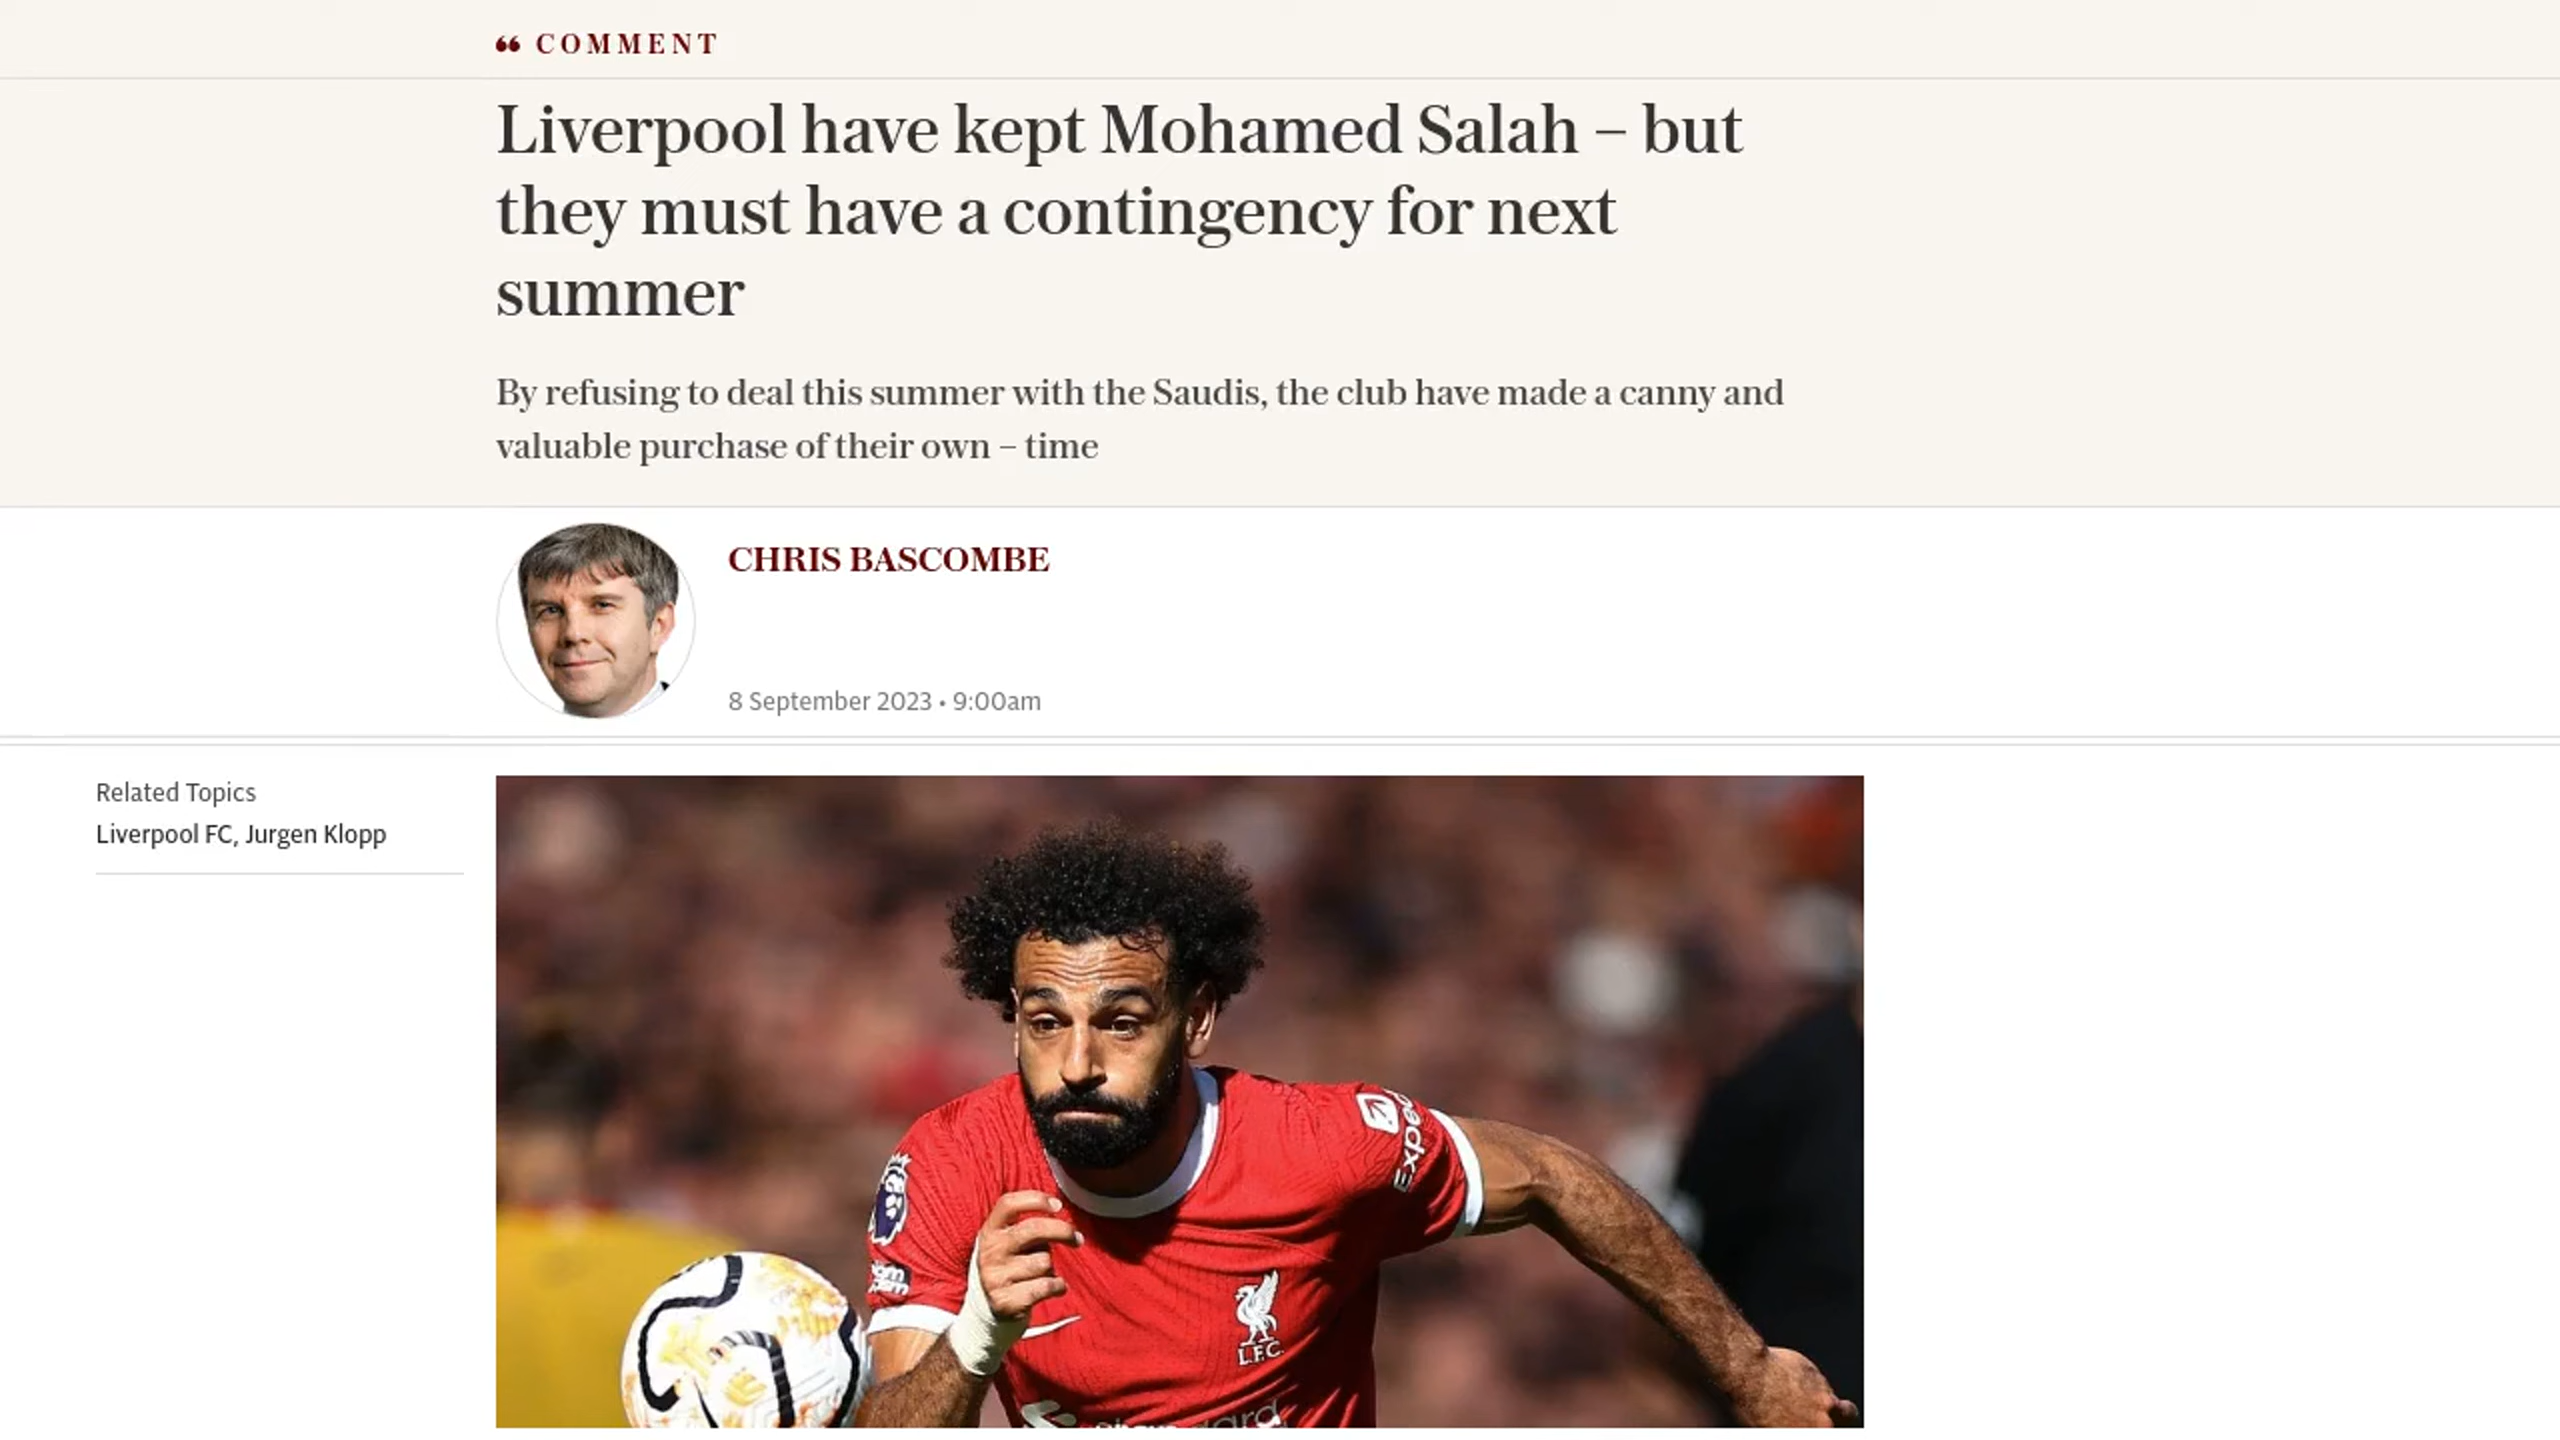 COMMENT
Liverpool have kept Mohamed Salah – but
they must have a contingency for next
summer
By refusing to deal this summer with the Saudis, the club have made a canny and
valuable purchase of their own – time
CHRIS BASCOMBE
8 September 2023 • 9:00am
Related Topics
Liverpool FC, Jurgen Klopp
L.F.C.